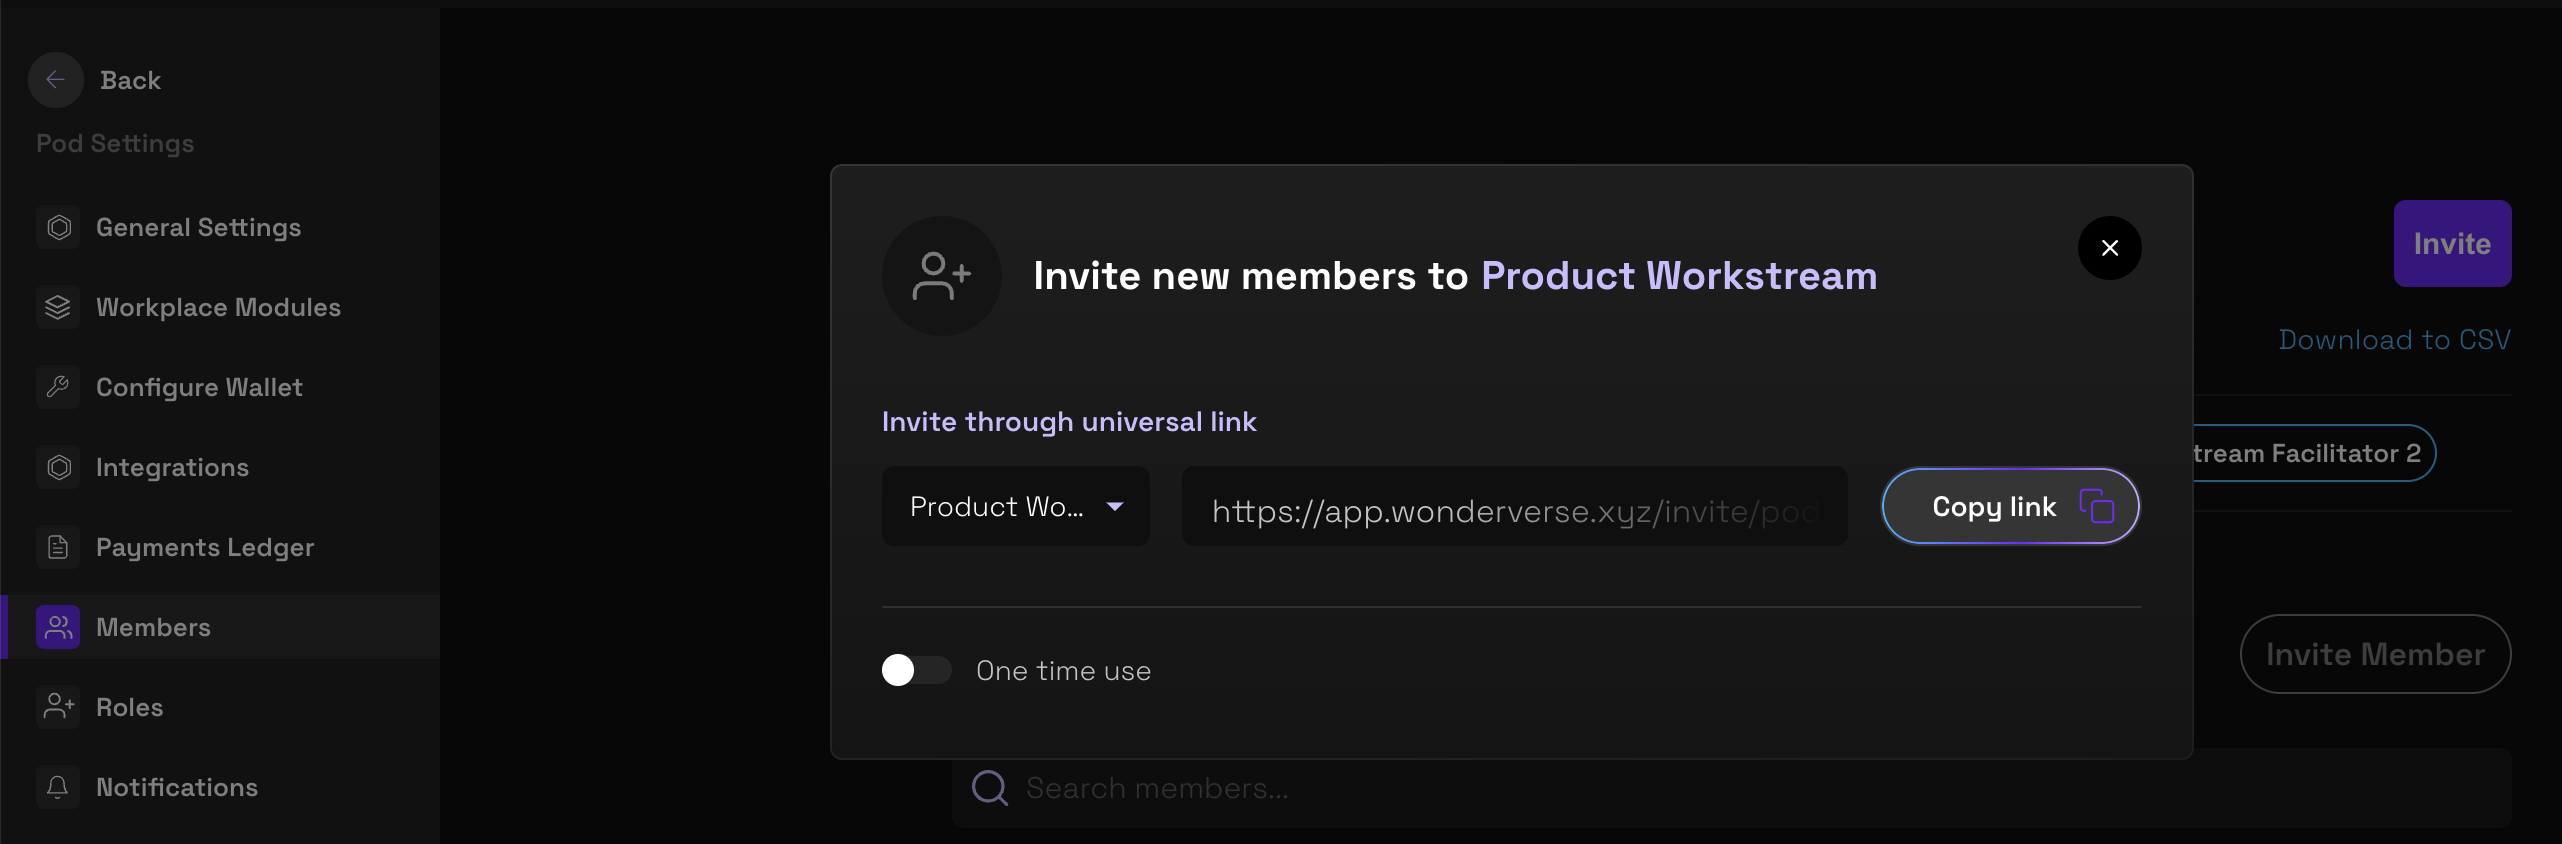 Back
Pod Settings
General Settings
Workplace Modules
Configure Wallet
Integrations
Payments Ledger
Members
Roles
Notifications
Invite new members to Product Workstream
Invite through universal link
Product Wo...
https://app.wonderverse.xyz/invite/pod
Copy link
One time use
Invite
Download to CSV
tream Facilitator 2
Invite Member
Search members...